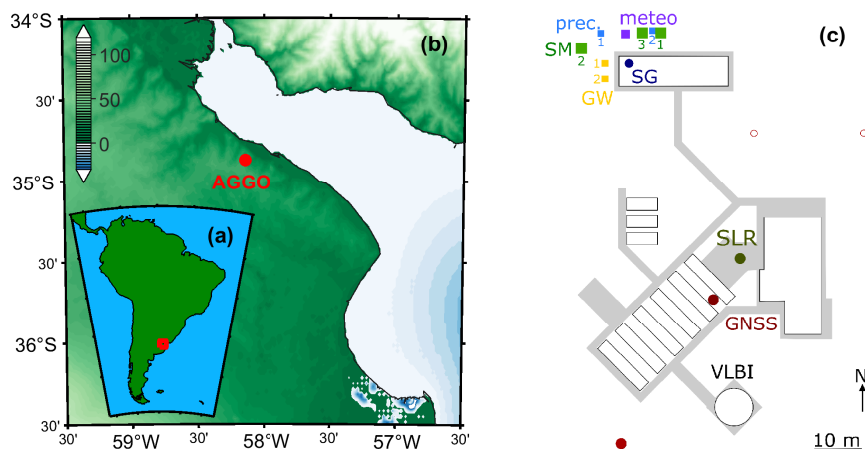 34°S
(b)
100
50
0
30'
AGGO
35°S
(a)
30'
36°S
30'
30'
59°W
30'
58°W
30'
57°W
30'
prec.
meteo
(c)
1
2
SM
3
1
2
1
2
SG
GW
SLR
GNSS
VLBI
N
10 m